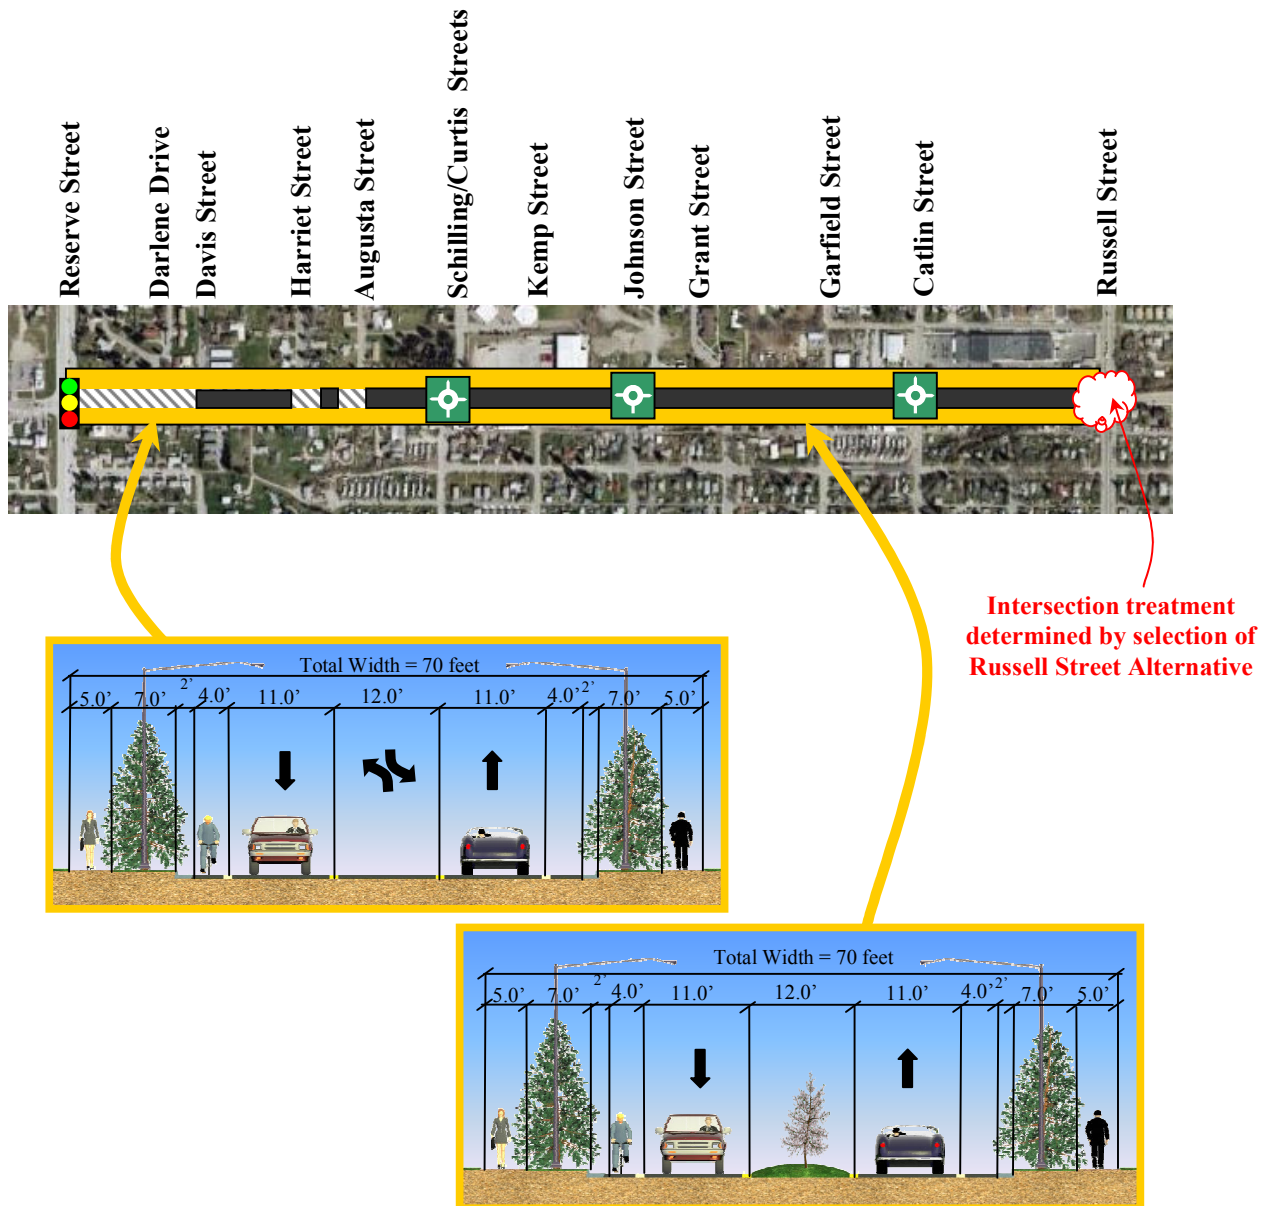 Reserve Street
Darlene Drive
Davis Street
Harriet Street
Augusta Street
Schilling/Curtis Streets
Kemp Street
Johnson Street
Grant Street
Garfield Street
Catlin Street
Russell Street
Intersection treatment
determined by selection of
Russell Street Alternative
Total Width = 70 feet
5.0’ 7.0’ 2’ 4.0’ 11.0’ 12.0’ 11.0’ 4.0’ 2’ 7.0’ 5.0’
Total Width = 70 feet
5.0’ 7.0’ 2’ 4.0’ 11.0’ 12.0’ 11.0’ 4.0’ 2’ 7.0’ 5.0’